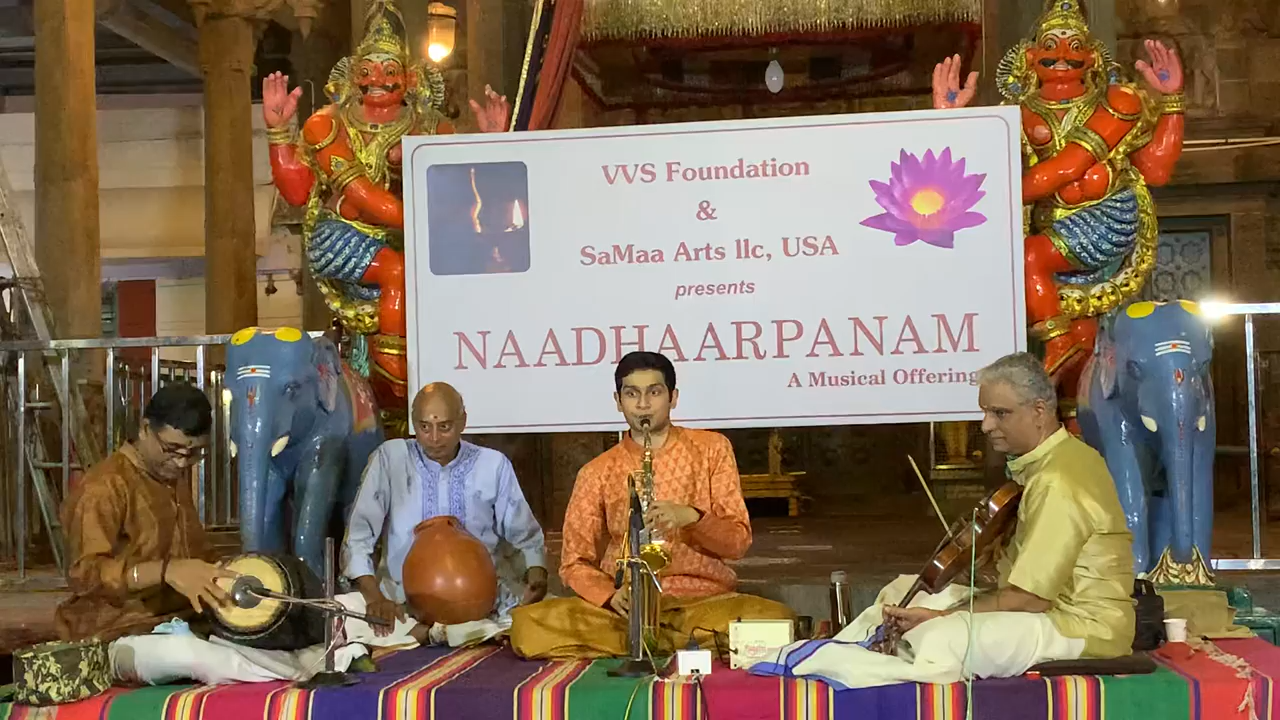 VVS Foundation
&
SaMaa Arts llc, USA
presents
NAADHAARPANAM
A Musical Offering